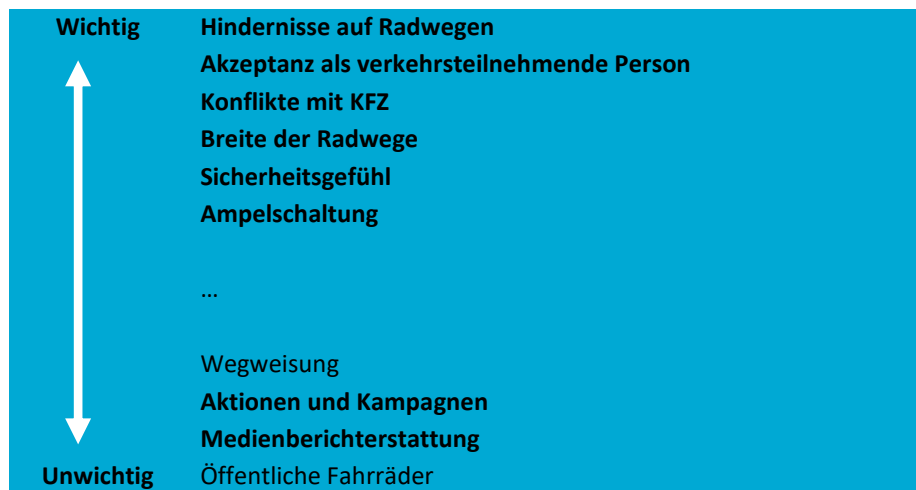 Wichtig Hindernisse auf Radwegen
Akzeptanz als verkehrsteilnehmende Person
Konflikte mit KFZ
Breite der Radwege
Sicherheitsgefühl
Ampelschaltung
…
Wegweisung
Aktionen und Kampagnen
Medienberichterstattung
Unwichtig Öffentliche Fahrräder